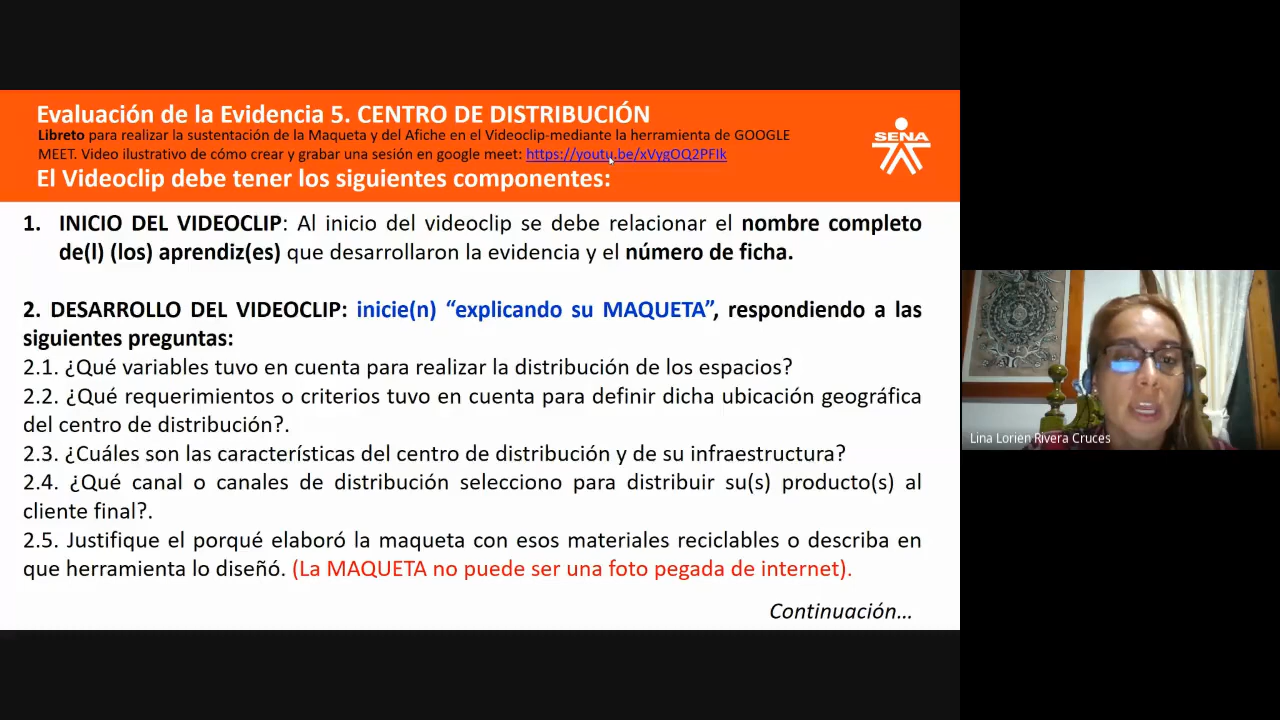 Evaluación de la Evidencia 5. CENTRO DE DISTRIBUCIÓN
Libreto para realizar la sustentación de la Maqueta y del Afiche en el Videoclip-mediante la herramienta de GOOGLE
MEET. Video ilustrativo de cómo crear y grabar una sesión en google meet: https://youtu.be/xVygOQ2PFIk
El Videoclip debe tener los siguientes componentes:
SENA
1. INICIO DEL VIDEOCLIP: Al inicio del videoclip se debe relacionar el nombre completo
de(l) (los) aprendiz(es) que desarrollaron la evidencia y el número de ficha.
2. DESARROLLO DEL VIDEOCLIP: inicie(n) “explicando su MAQUETA”, respondiendo a las
siguientes preguntas:
2.1. ¿Qué variables tuvo en cuenta para realizar la distribución de los espacios?
2.2. ¿Qué requerimientos o criterios tuvo en cuenta para definir dicha ubicación geográfica
del centro de distribución?.
2.3. ¿Cuáles son las características del centro de distribución y de su infraestructura?
2.4. ¿Qué canal o canales de distribución selecciono para distribuir su(s) producto(s) al
cliente final?.
2.5. Justifique el porqué elaboró la maqueta con esos materiales reciclables o describa en
que herramienta lo diseñó. (La MAQUETA no puede ser una foto pegada de internet).
Continuación...
Lina Lorien Rivera Cruces